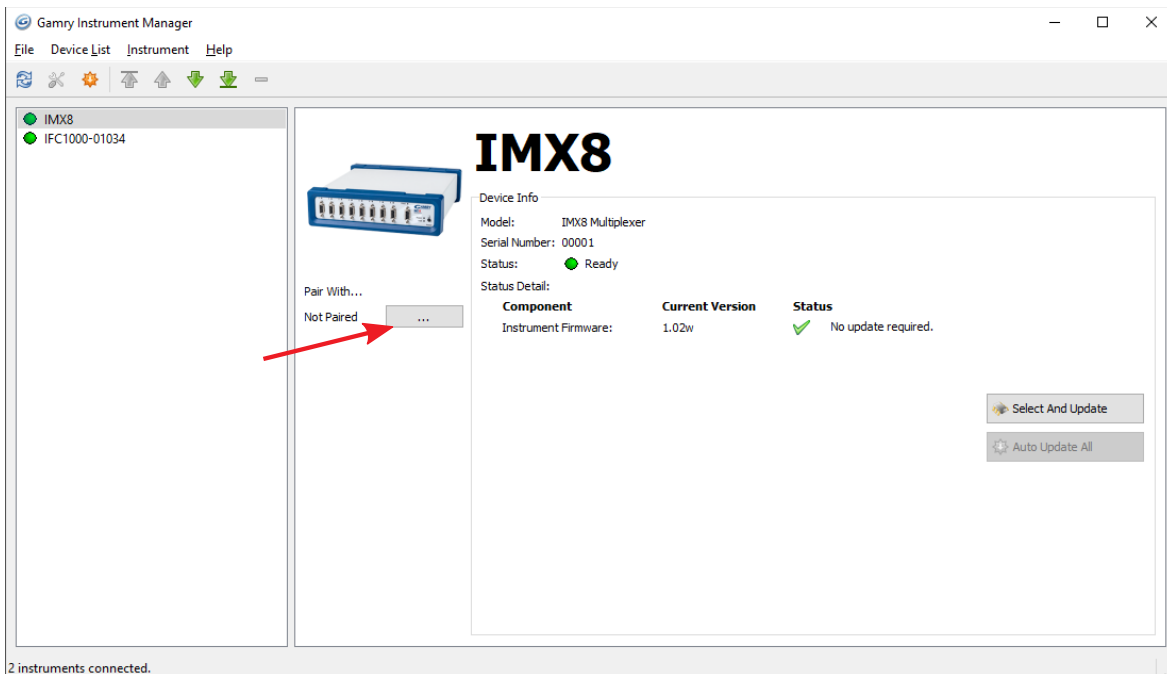 Gamry Instrument Manager
File Device List Instrument Help
IMX8
IFC1000-01034
IMX8
Device Info
Model: IMX8 Multiplexer
Serial Number: 00001
Status: Ready
Status Detail:
Component Current Version Status
Instrument Firmware: 1.02w No update required.
Pair With...
Not Paired ...
Select And Update
Auto Update All
2 instruments connected.